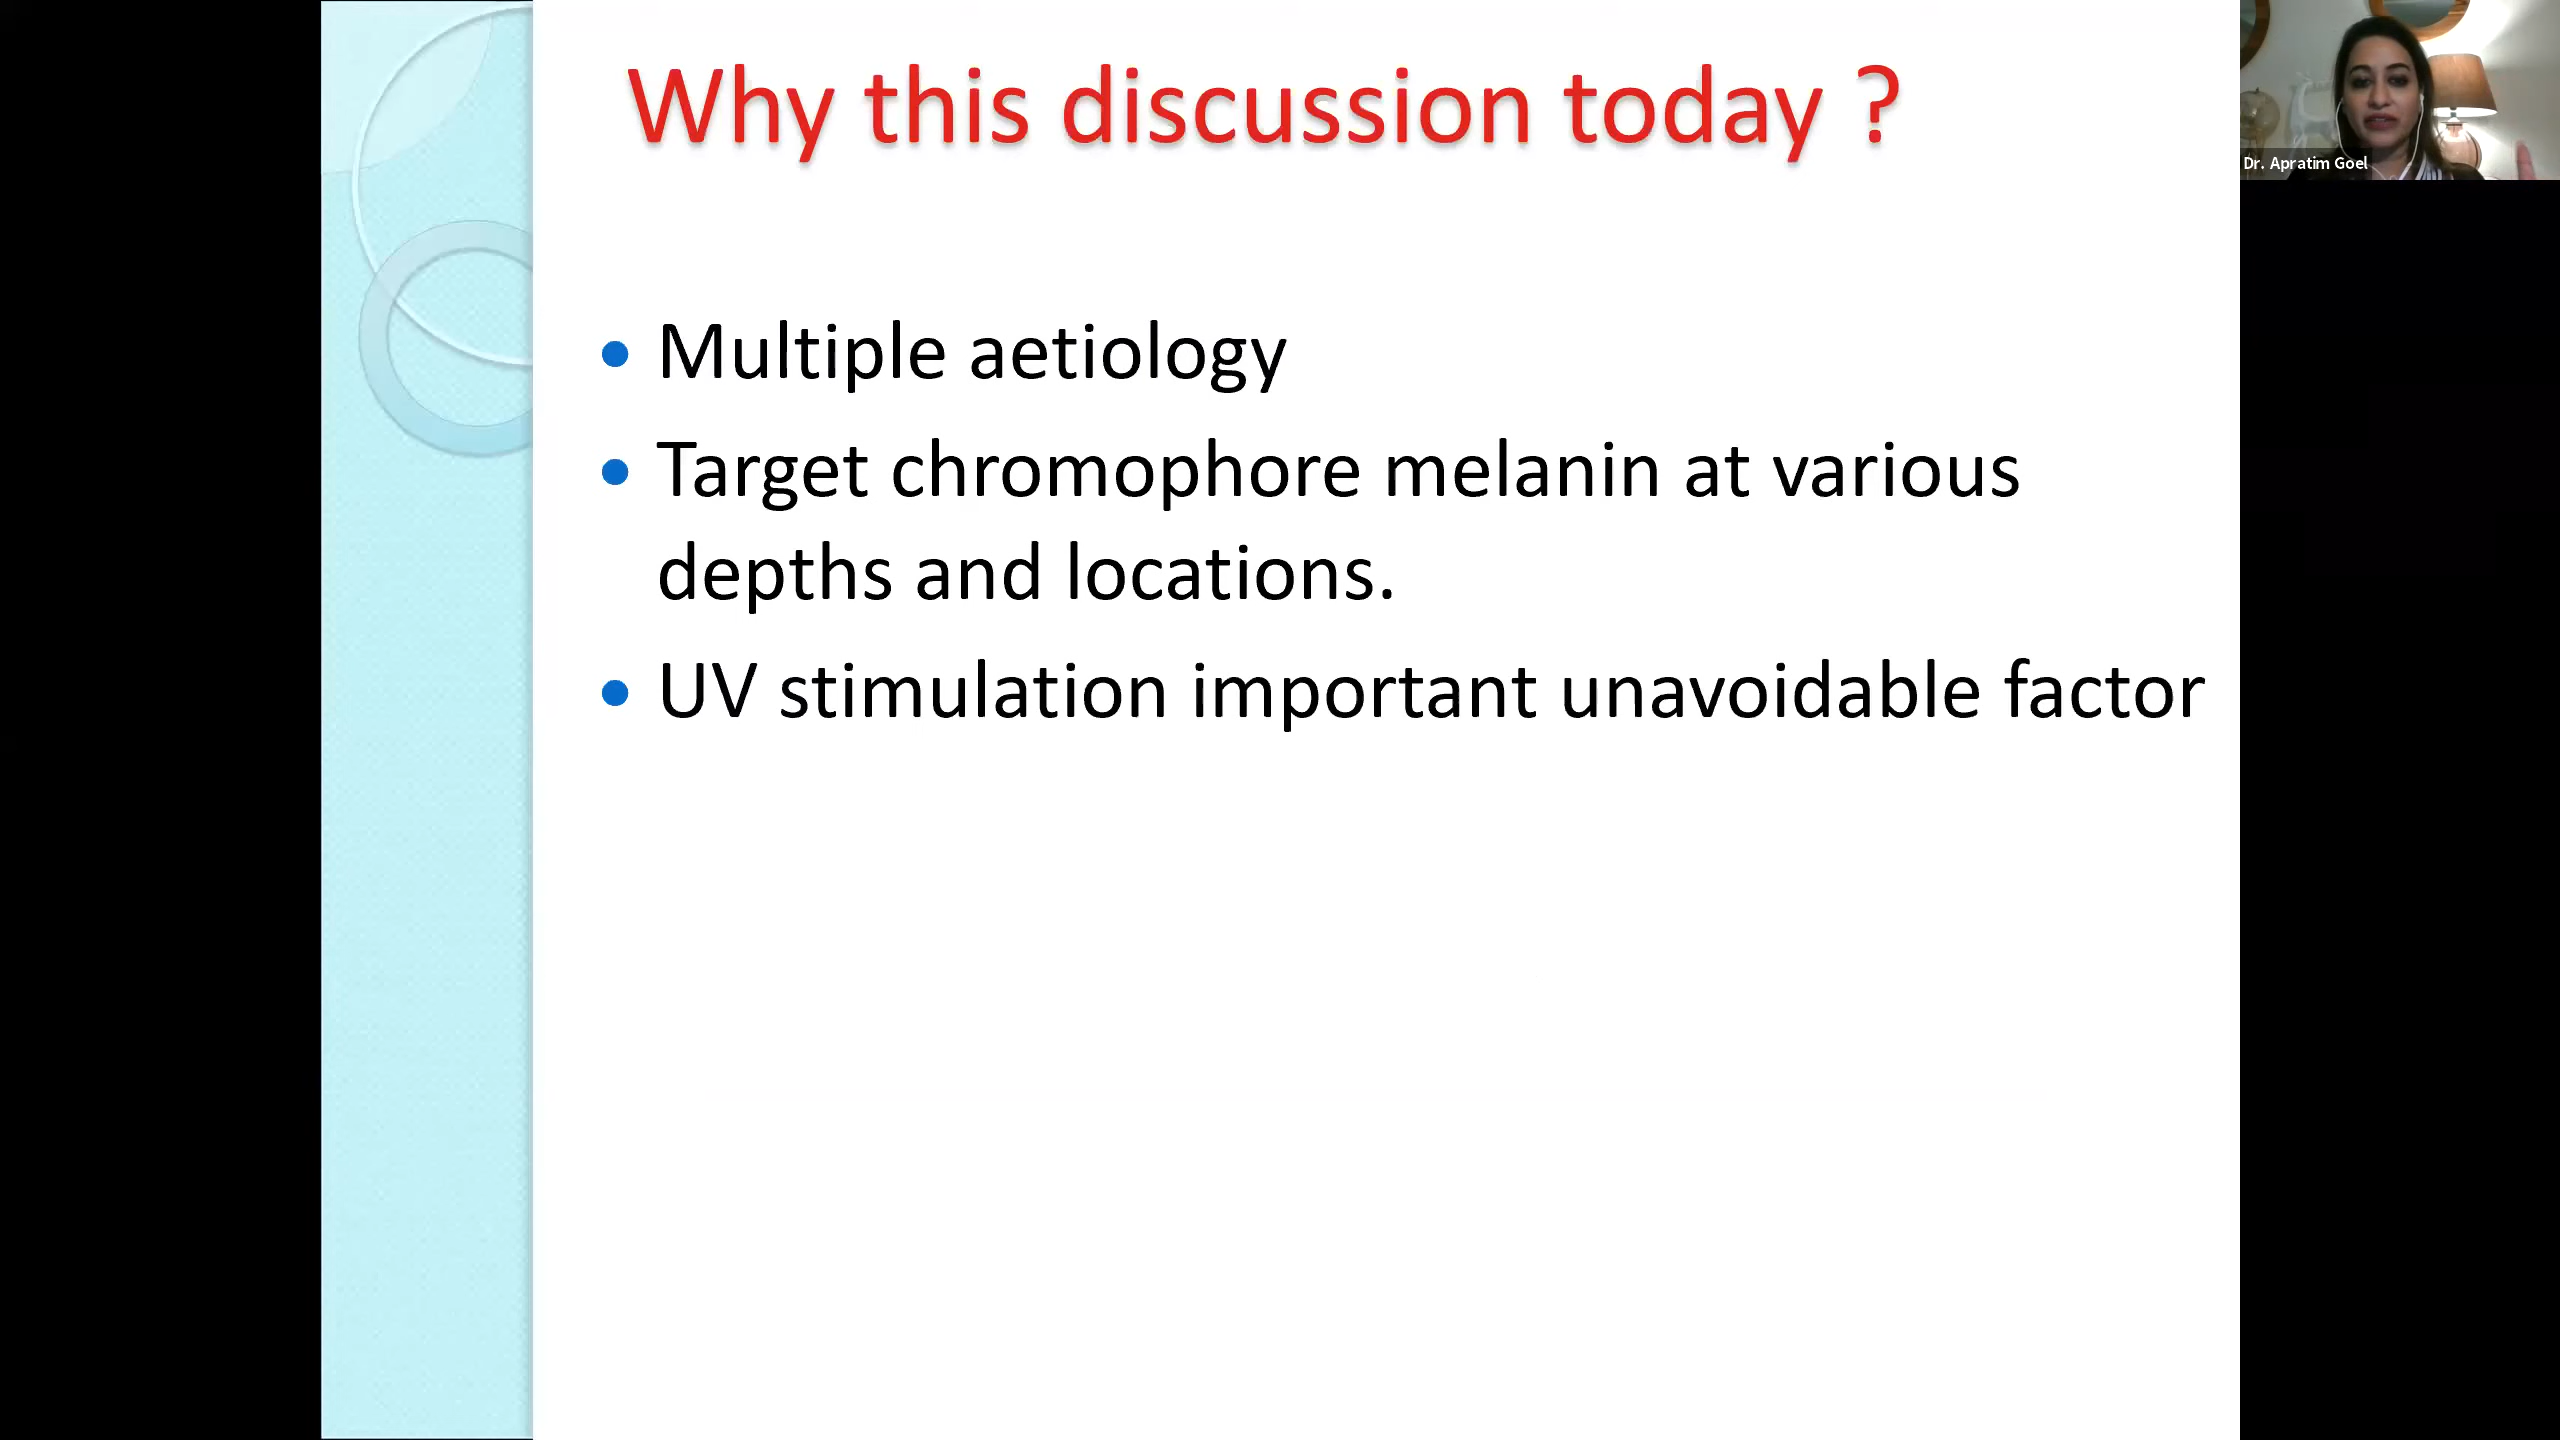 Why this discussion today ?
Dr. Apratim Goel
• Multiple aetiology
• Target chromophore melanin at various
depths and locations.
• UV stimulation important unavoidable factor